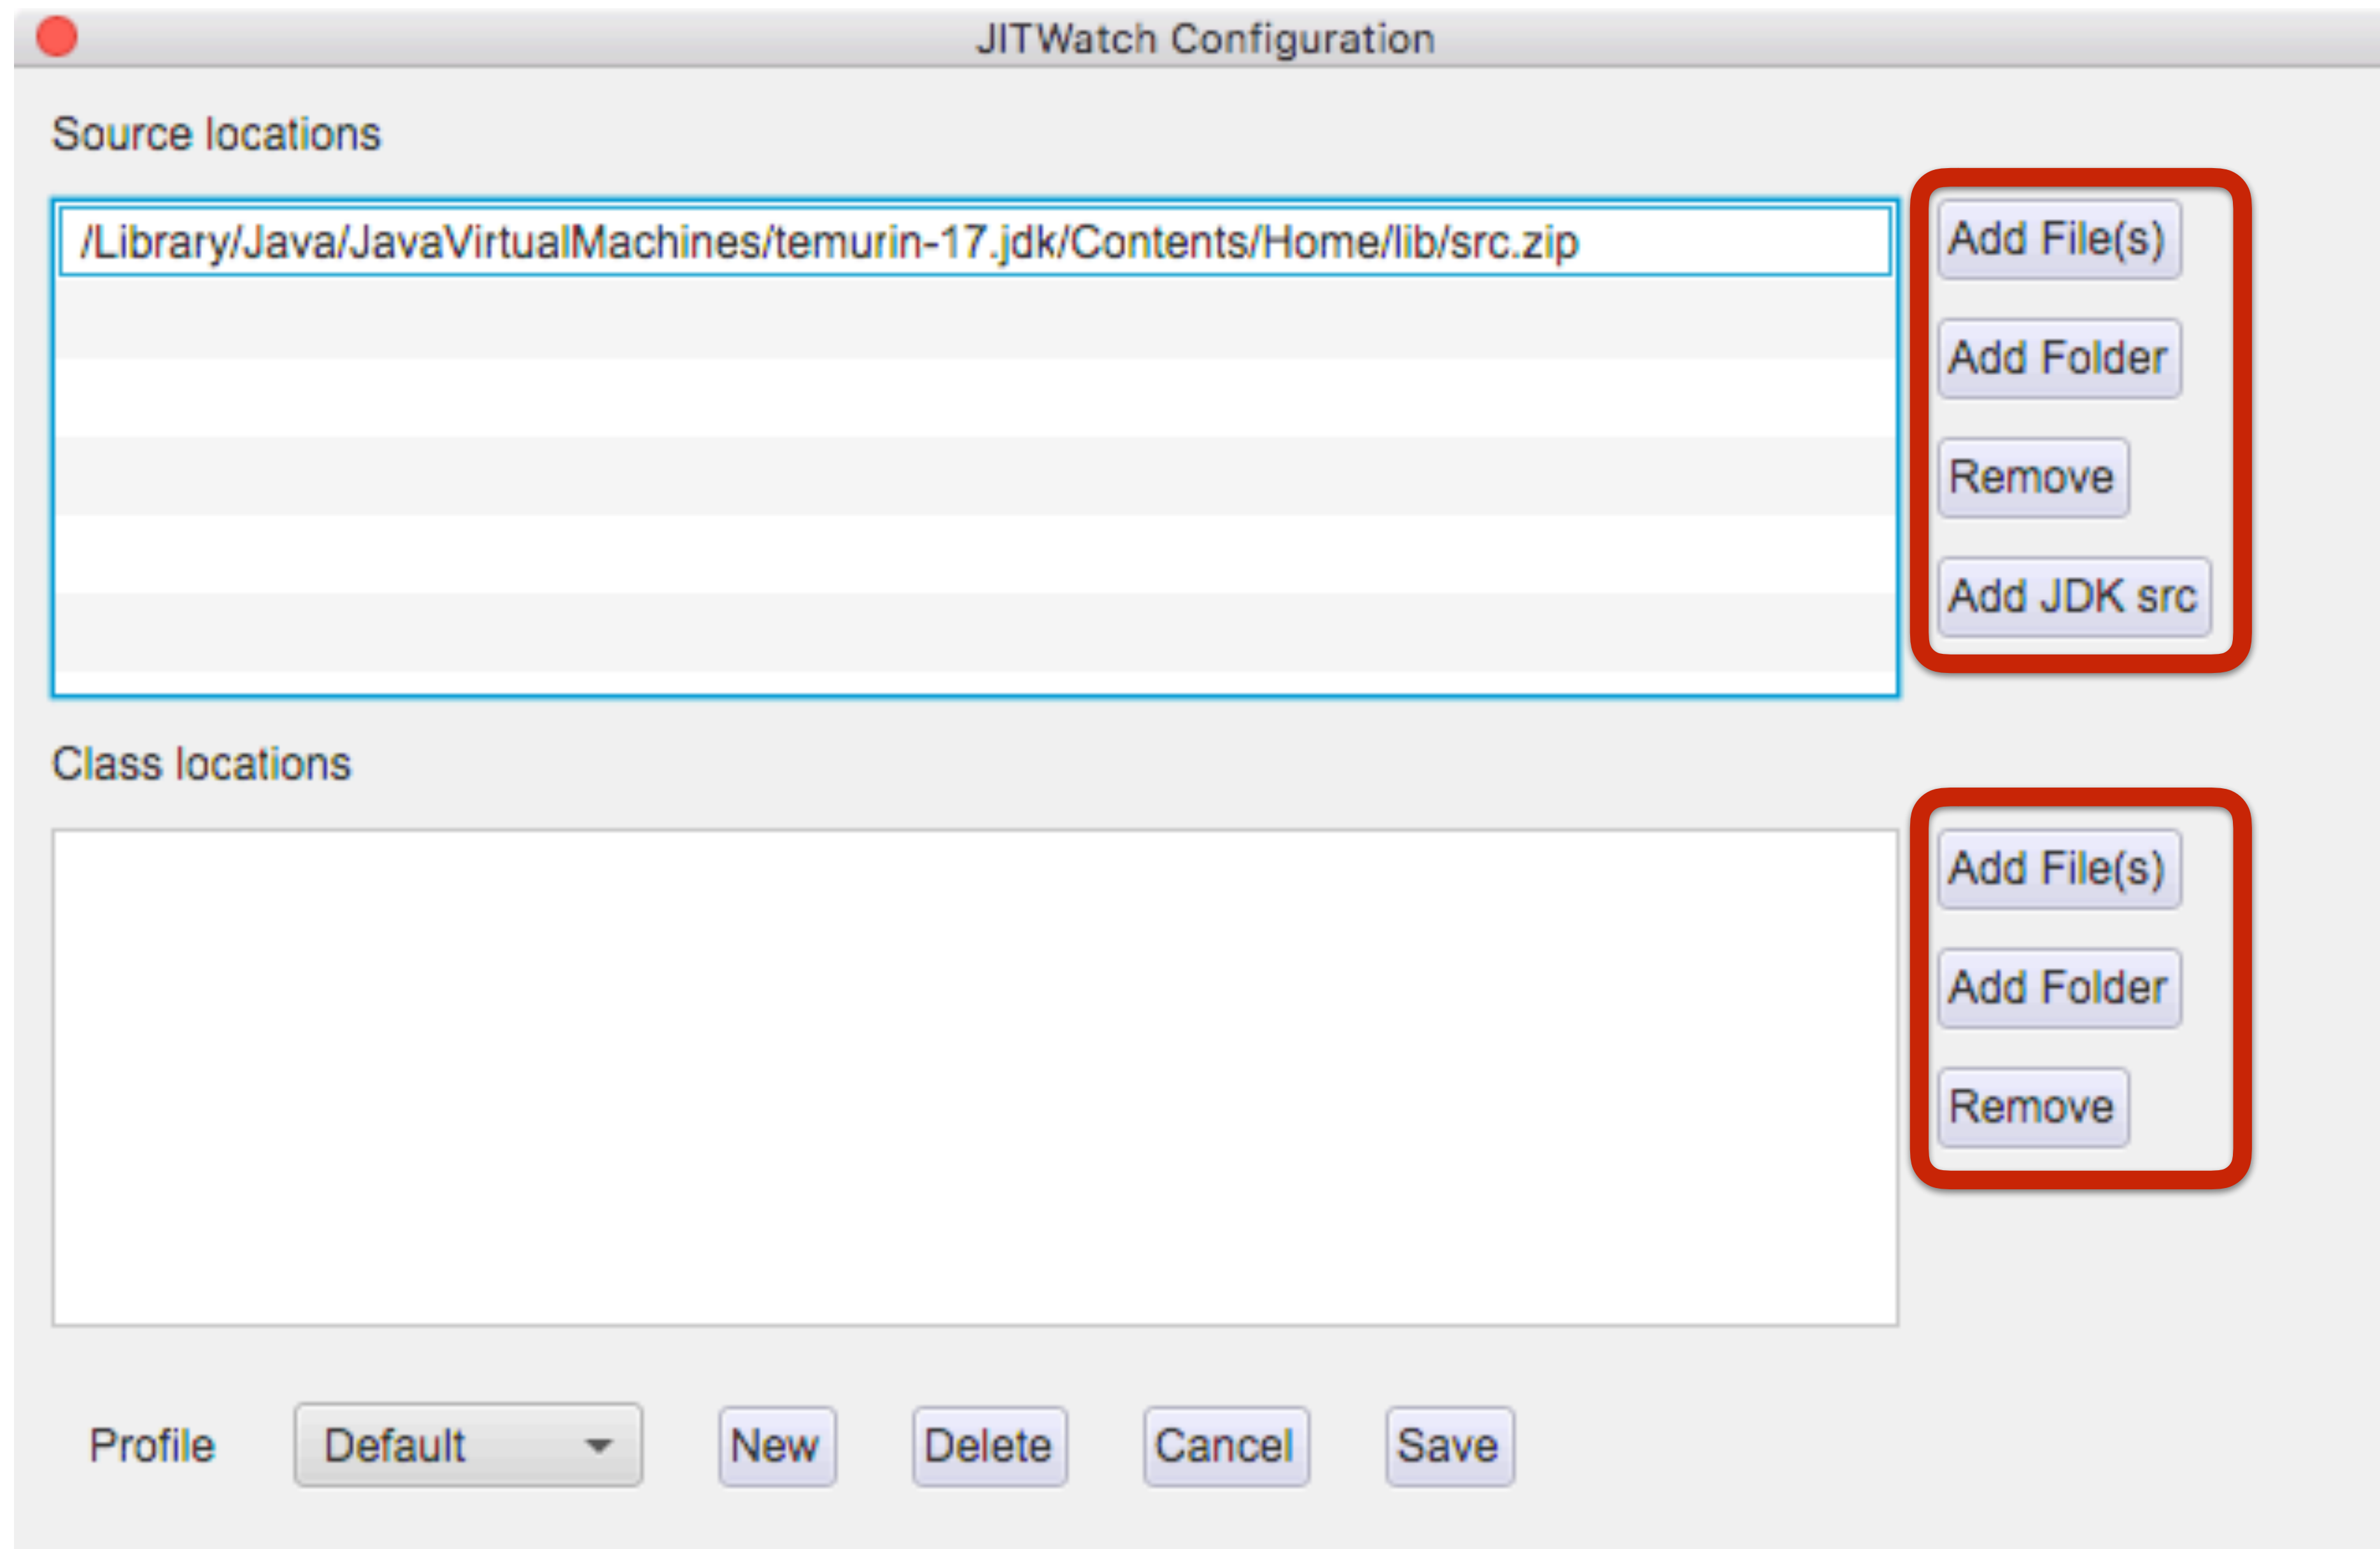 JITWatch Configuration
Source locations
/Library/Java/JavaVirtualMachines/temurin-17.jdk/Contents/Home/lib/src.zip
Add File(s)
Add Folder
Remove
Add JDK src
Class locations
Add File(s)
Add Folder
Remove
Profile Default New Delete Cancel Save